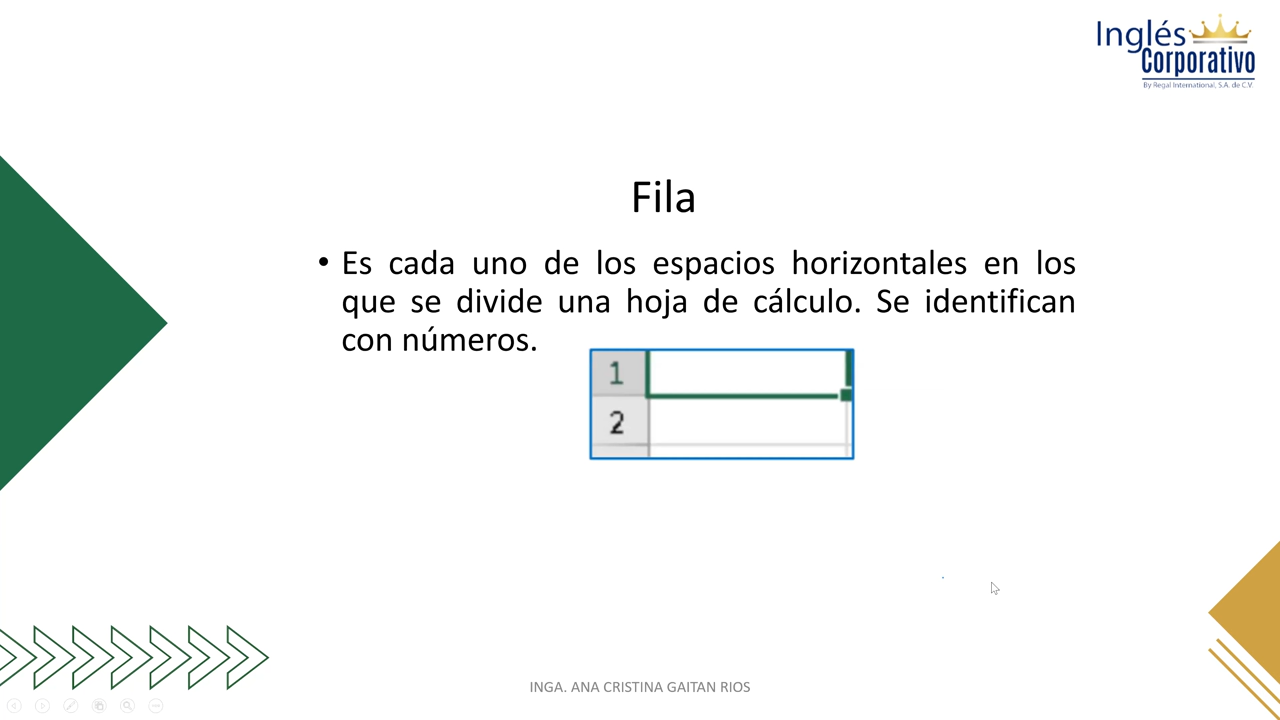 Inglés
Corporativo
By Regal International, S.A. de C.V.
Fila
• Es cada uno de los espacios horizontales en los
que se divide una hoja de cálculo. Se identifican
con números.
1
2
INGA. ANA CRISTINA GAITAN RIOS